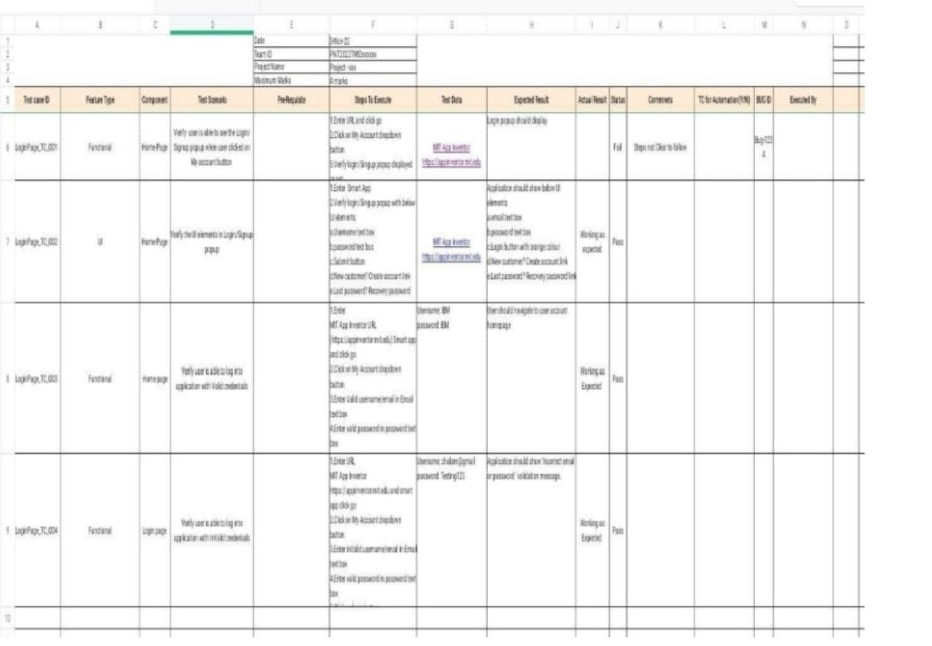 A B C D E F G H I J K L M N O
1 Date
2 Team ID
3 Project Name Project - xxx
4 Maximum Marks 4 marks
5 Test case ID Feature Type Component Test Scenario Pre-Requisite Steps To Execute Test Data Expected Result Actual Result Status Commnets TC for Automation(Y/N) BUG ID Executed By
6 LoginPage_TC_001 Functional Home Page
Verify user is able to see the Login/
Signup popup when user clicked on
My account button
1.Enter URL and click go
2.Click on My Account dropdown
button
3.Verify login/Singup popup displayed
MIT App Inventor
https://appinventor.mit.edu
Login popup should display
Fail
Steps not Clear to follow
Bug-123
4
7 LoginPage_TC_002 UI Home Page
Verify the UI elements in Login/Signup
popup
1.Enter Smart App
2.Verify login/Singup popup with below
UI elements:
a.Username text box
b.password text box
c.Submit button
d.New customer? Create account link
e.Last password? Recovery password
MIT App Inventor
https://appinventor.mit.edu
Application should show below UI
elements:
a.email text box
b.password text box
c.Login button with orange colour
d.New customer? Create account link
e.Last password? Recovery password link
Working as
expected
Pass
8 LoginPage_TC_003 Functional Home page
Verify user is able to log into
application with Valid credentials
1.Enter
MIT App Inventor URL
(https://appinventor.mit.edu/) Smart app
and click go
2.Click on My Account dropdown
button
3.Enter Valid username/email in Email
text box
4.Enter valid password in password text
box
Username: IBM
password: IBM
User should navigate to user account
homepage
Working as
Expected
Pass
9 LoginPage_TC_004 Functional Login page
Verify user is able to log into
application with InValid credentials
1.Enter URL
MIT App Inventor
https://appinventor.mit.edu and smart
app click go
2.Click on My Account dropdown
button
3.Enter InValid username/email in Email
text box
4.Enter valid password in password text
box
Username: chalam@gmail
password: Testing123
Application should show 'Incorrect email
or password ' validation message.
Working as
Expected
Pass
10